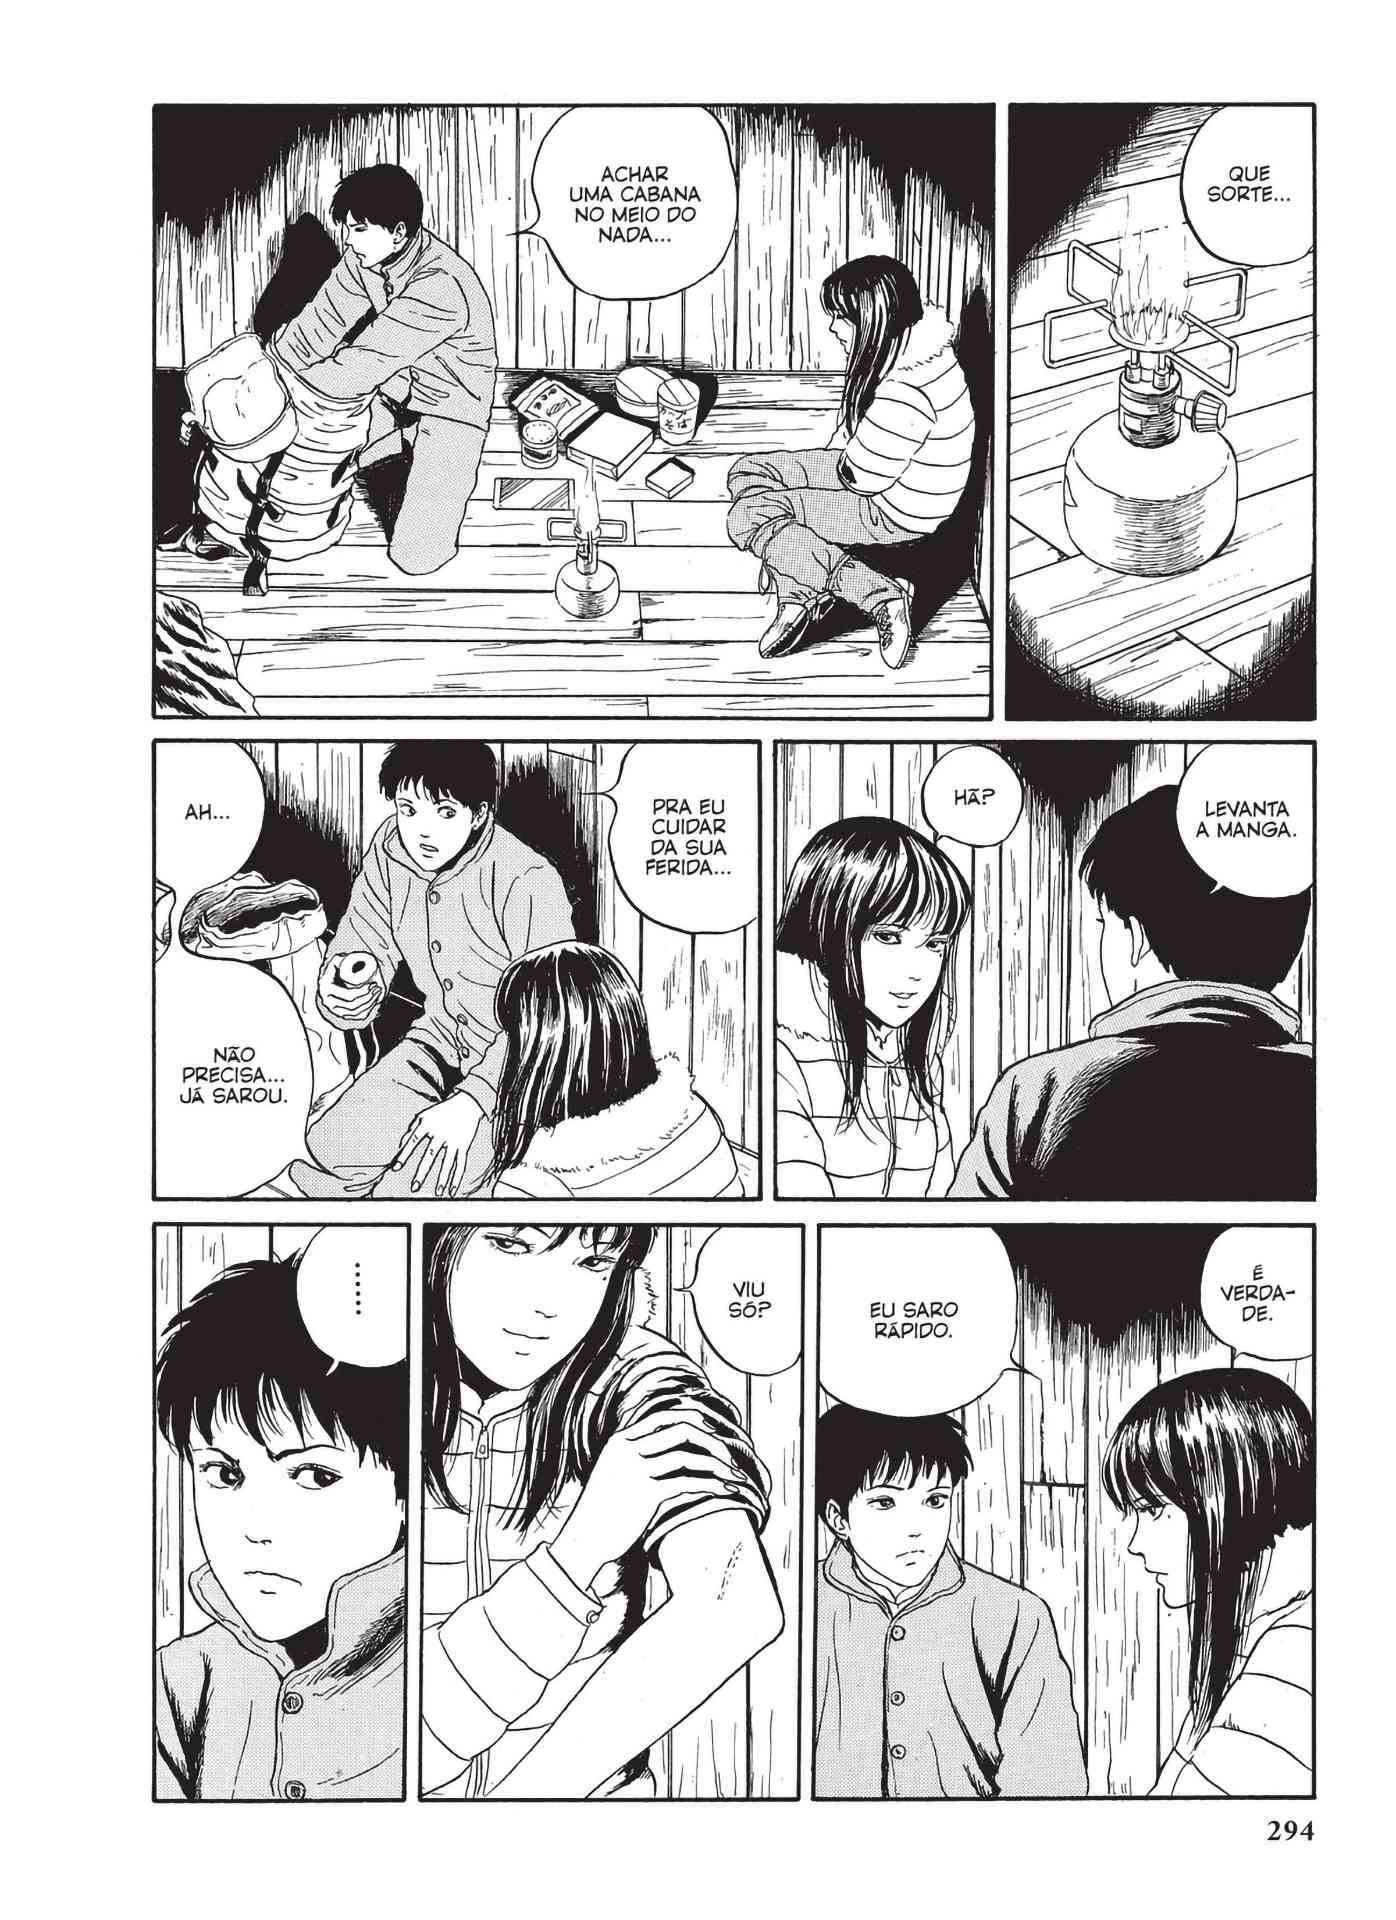 QUE
SORTE...
ACHAR
UMA CABANA
NO MEIO DO
NADA...
LEVANTA
A MANGA.
HÃ?
PRA EU
CUIDAR
DA SUA
FERIDA...
AH...
NÃO
PRECISA...
JÁ SAROU.
É
VERDA-
DE.
EU SARO
RÁPIDO.
VIU
SÓ?
......
294